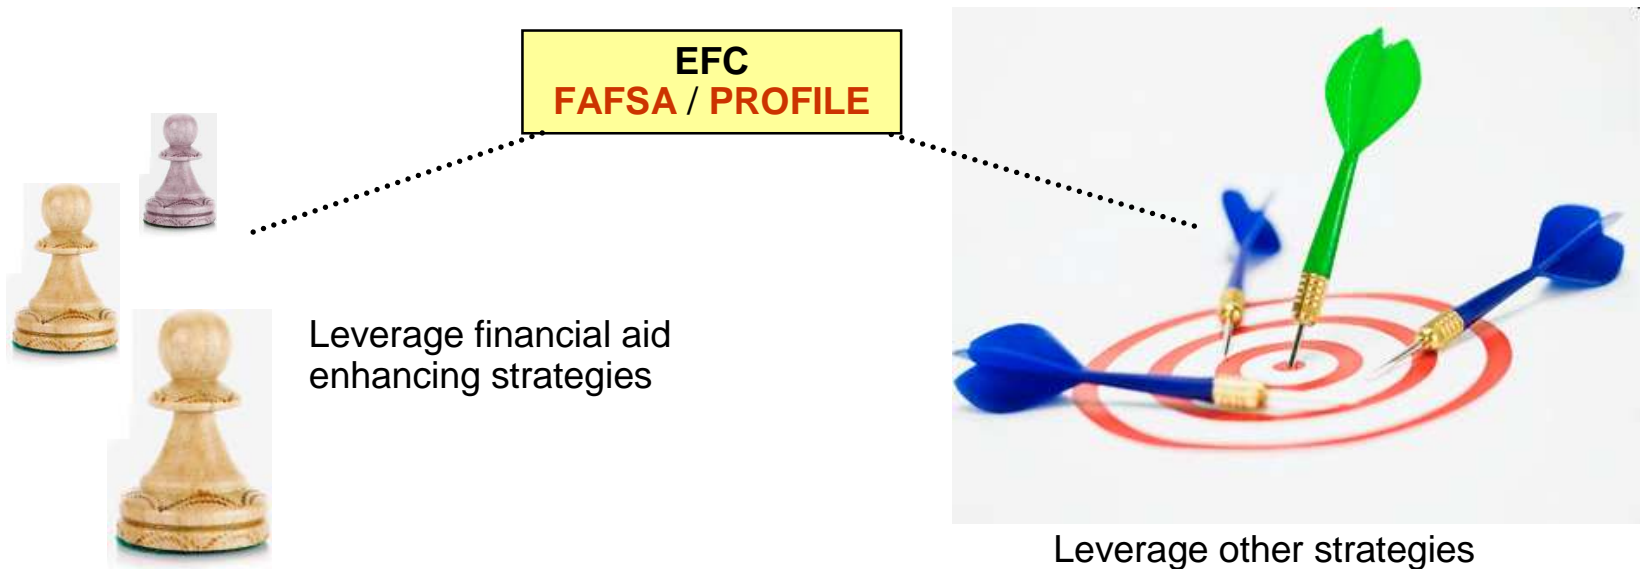 EFC
FAFSA / PROFILE
Leverage financial aid
enhancing strategies
Leverage other strategies